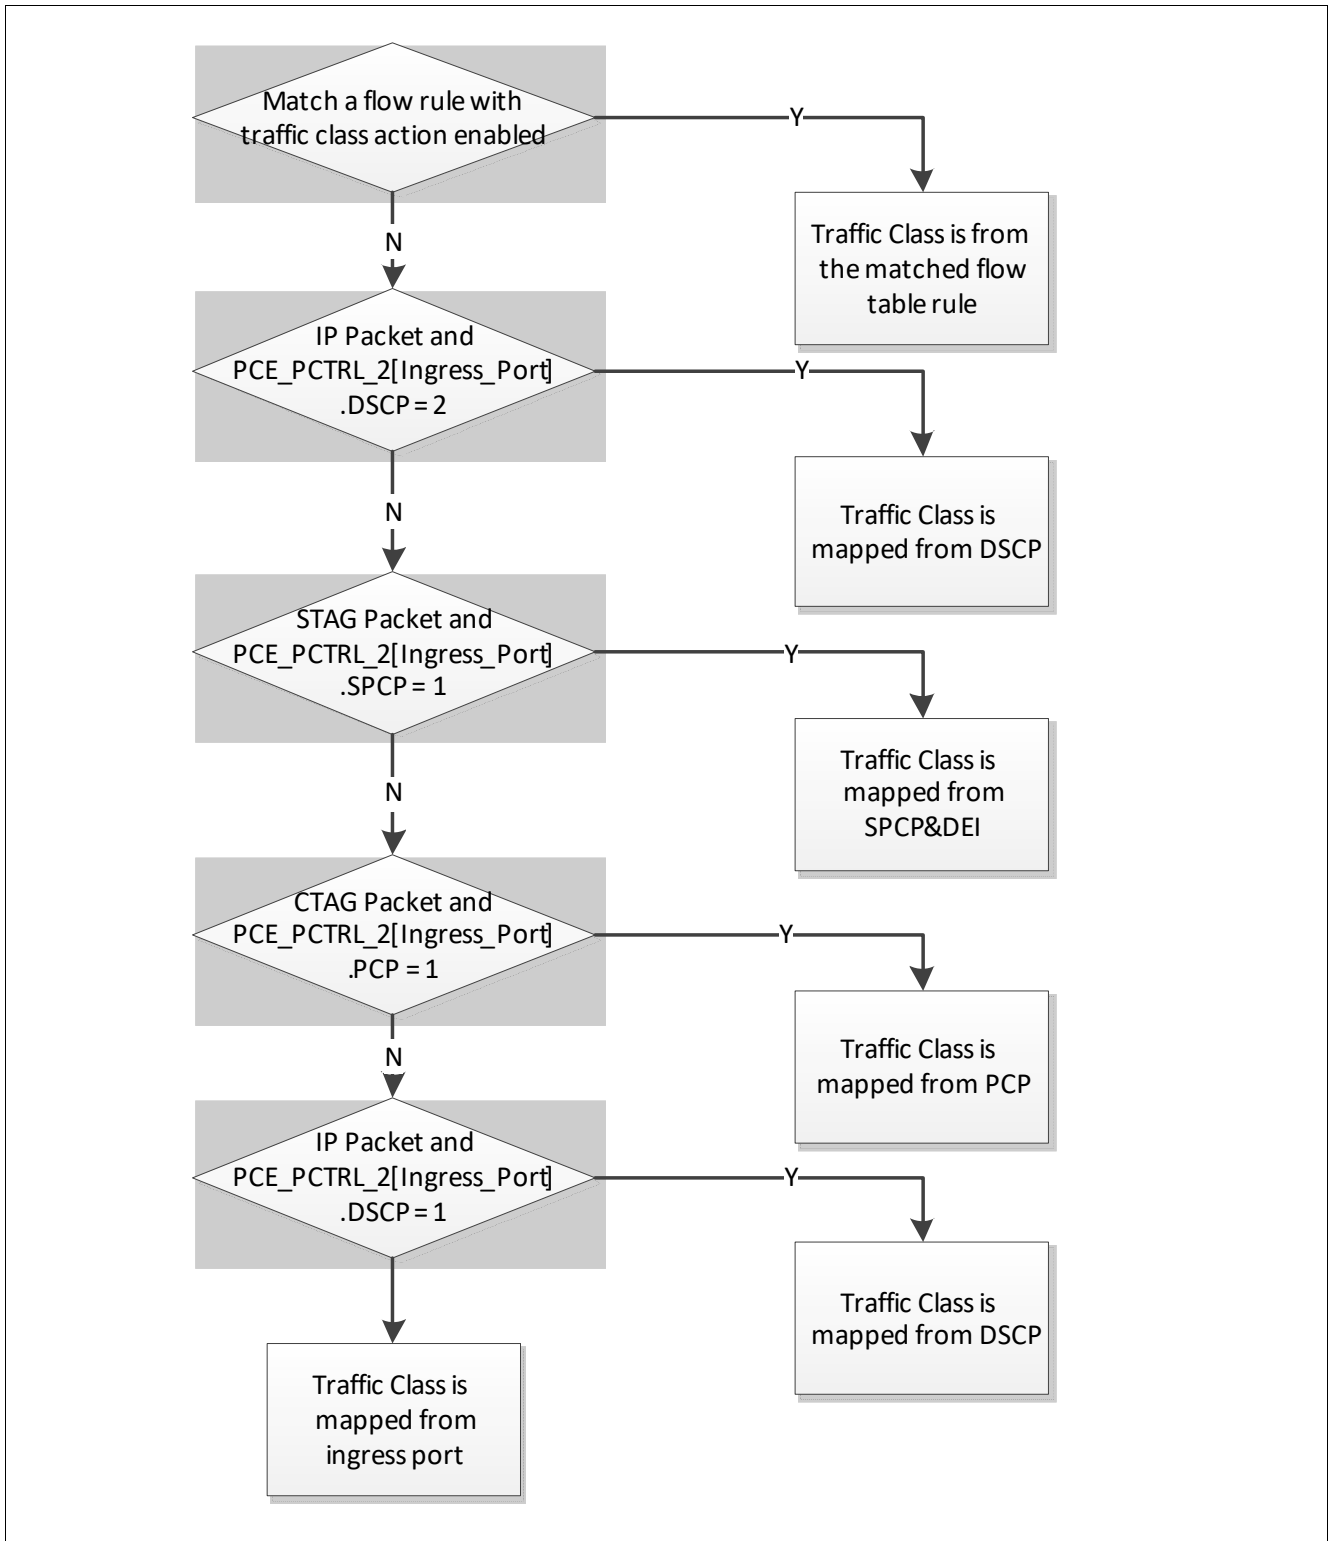 Match a flow rule with
traffic class action enabled
Y
Traffic Class is from
the matched flow
table rule
N
IP Packet and
PCE_PCTRL_2[Ingress_Port]
.DSCP = 2
Y
Traffic Class is
mapped from DSCP
N
STAG Packet and
PCE_PCTRL_2[Ingress_Port]
.SPCP = 1
Y
Traffic Class is
mapped from
SPCP&DEI
N
CTAG Packet and
PCE_PCTRL_2[Ingress_Port]
.PCP = 1
Y
Traffic Class is
mapped from PCP
N
IP Packet and
PCE_PCTRL_2[Ingress_Port]
.DSCP = 1
Y
Traffic Class is
mapped from DSCP
Traffic Class is
mapped from
ingress port